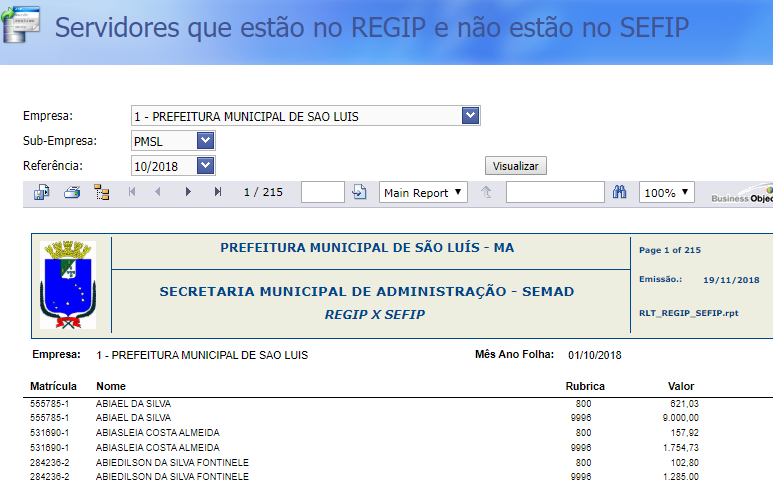 Servidores que estão no REGIP e não estão no SEFIP
Empresa: 1 - PREFEITURA MUNICIPAL DE SAO LUIS
Sub-Empresa: PMSL
Referência: 10/2018 Visualizar
1 / 215 Main Report 100% Business Objec
PREFEITURA MUNICIPAL DE SÃO LUÍS - MA
SECRETARIA MUNICIPAL DE ADMINISTRAÇÃO - SEMAD
REGIP X SEFIP
Page 1 of 215
Emissão.: 19/11/2018
RLT_REGIP_SEFIP.rpt
Empresa: 1 - PREFEITURA MUNICIPAL DE SAO LUIS Mês Ano Folha: 01/10/2018
Matrícula Nome Rubrica Valor
555785-1 ABIAEL DA SILVA 800 621,03
555785-1 ABIAEL DA SILVA 9996 9.000,00
531690-1 ABIASLEIA COSTA ALMEIDA 800 157,92
531690-1 ABIASLEIA COSTA ALMEIDA 9996 1.754,73
284236-2 ABIEDILSON DA SILVA FONTINELE 800 102,80
284236-2 ABIEDILSON DA SILVA FONTINELE 9996 1.285,00